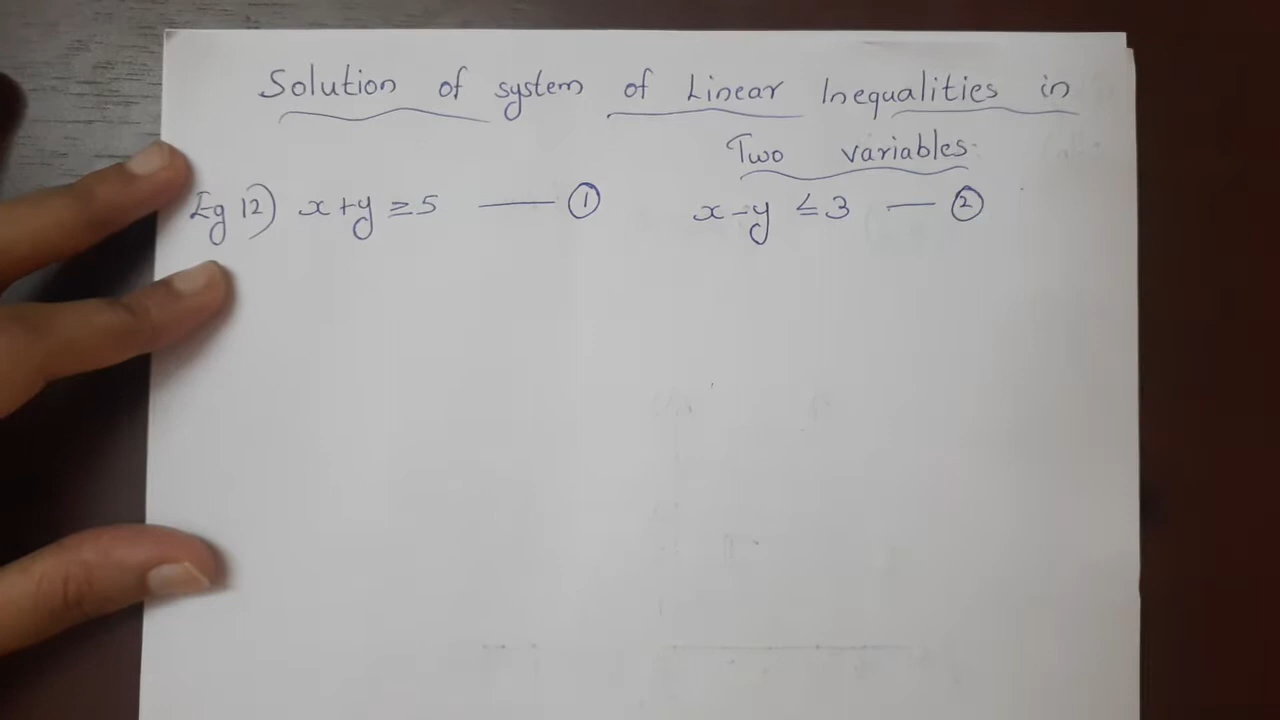 Solution of system of Linear Inequalities in
Two variables.
Eg 12) x+y ≥5 —— ① x-y ≤3 — ②